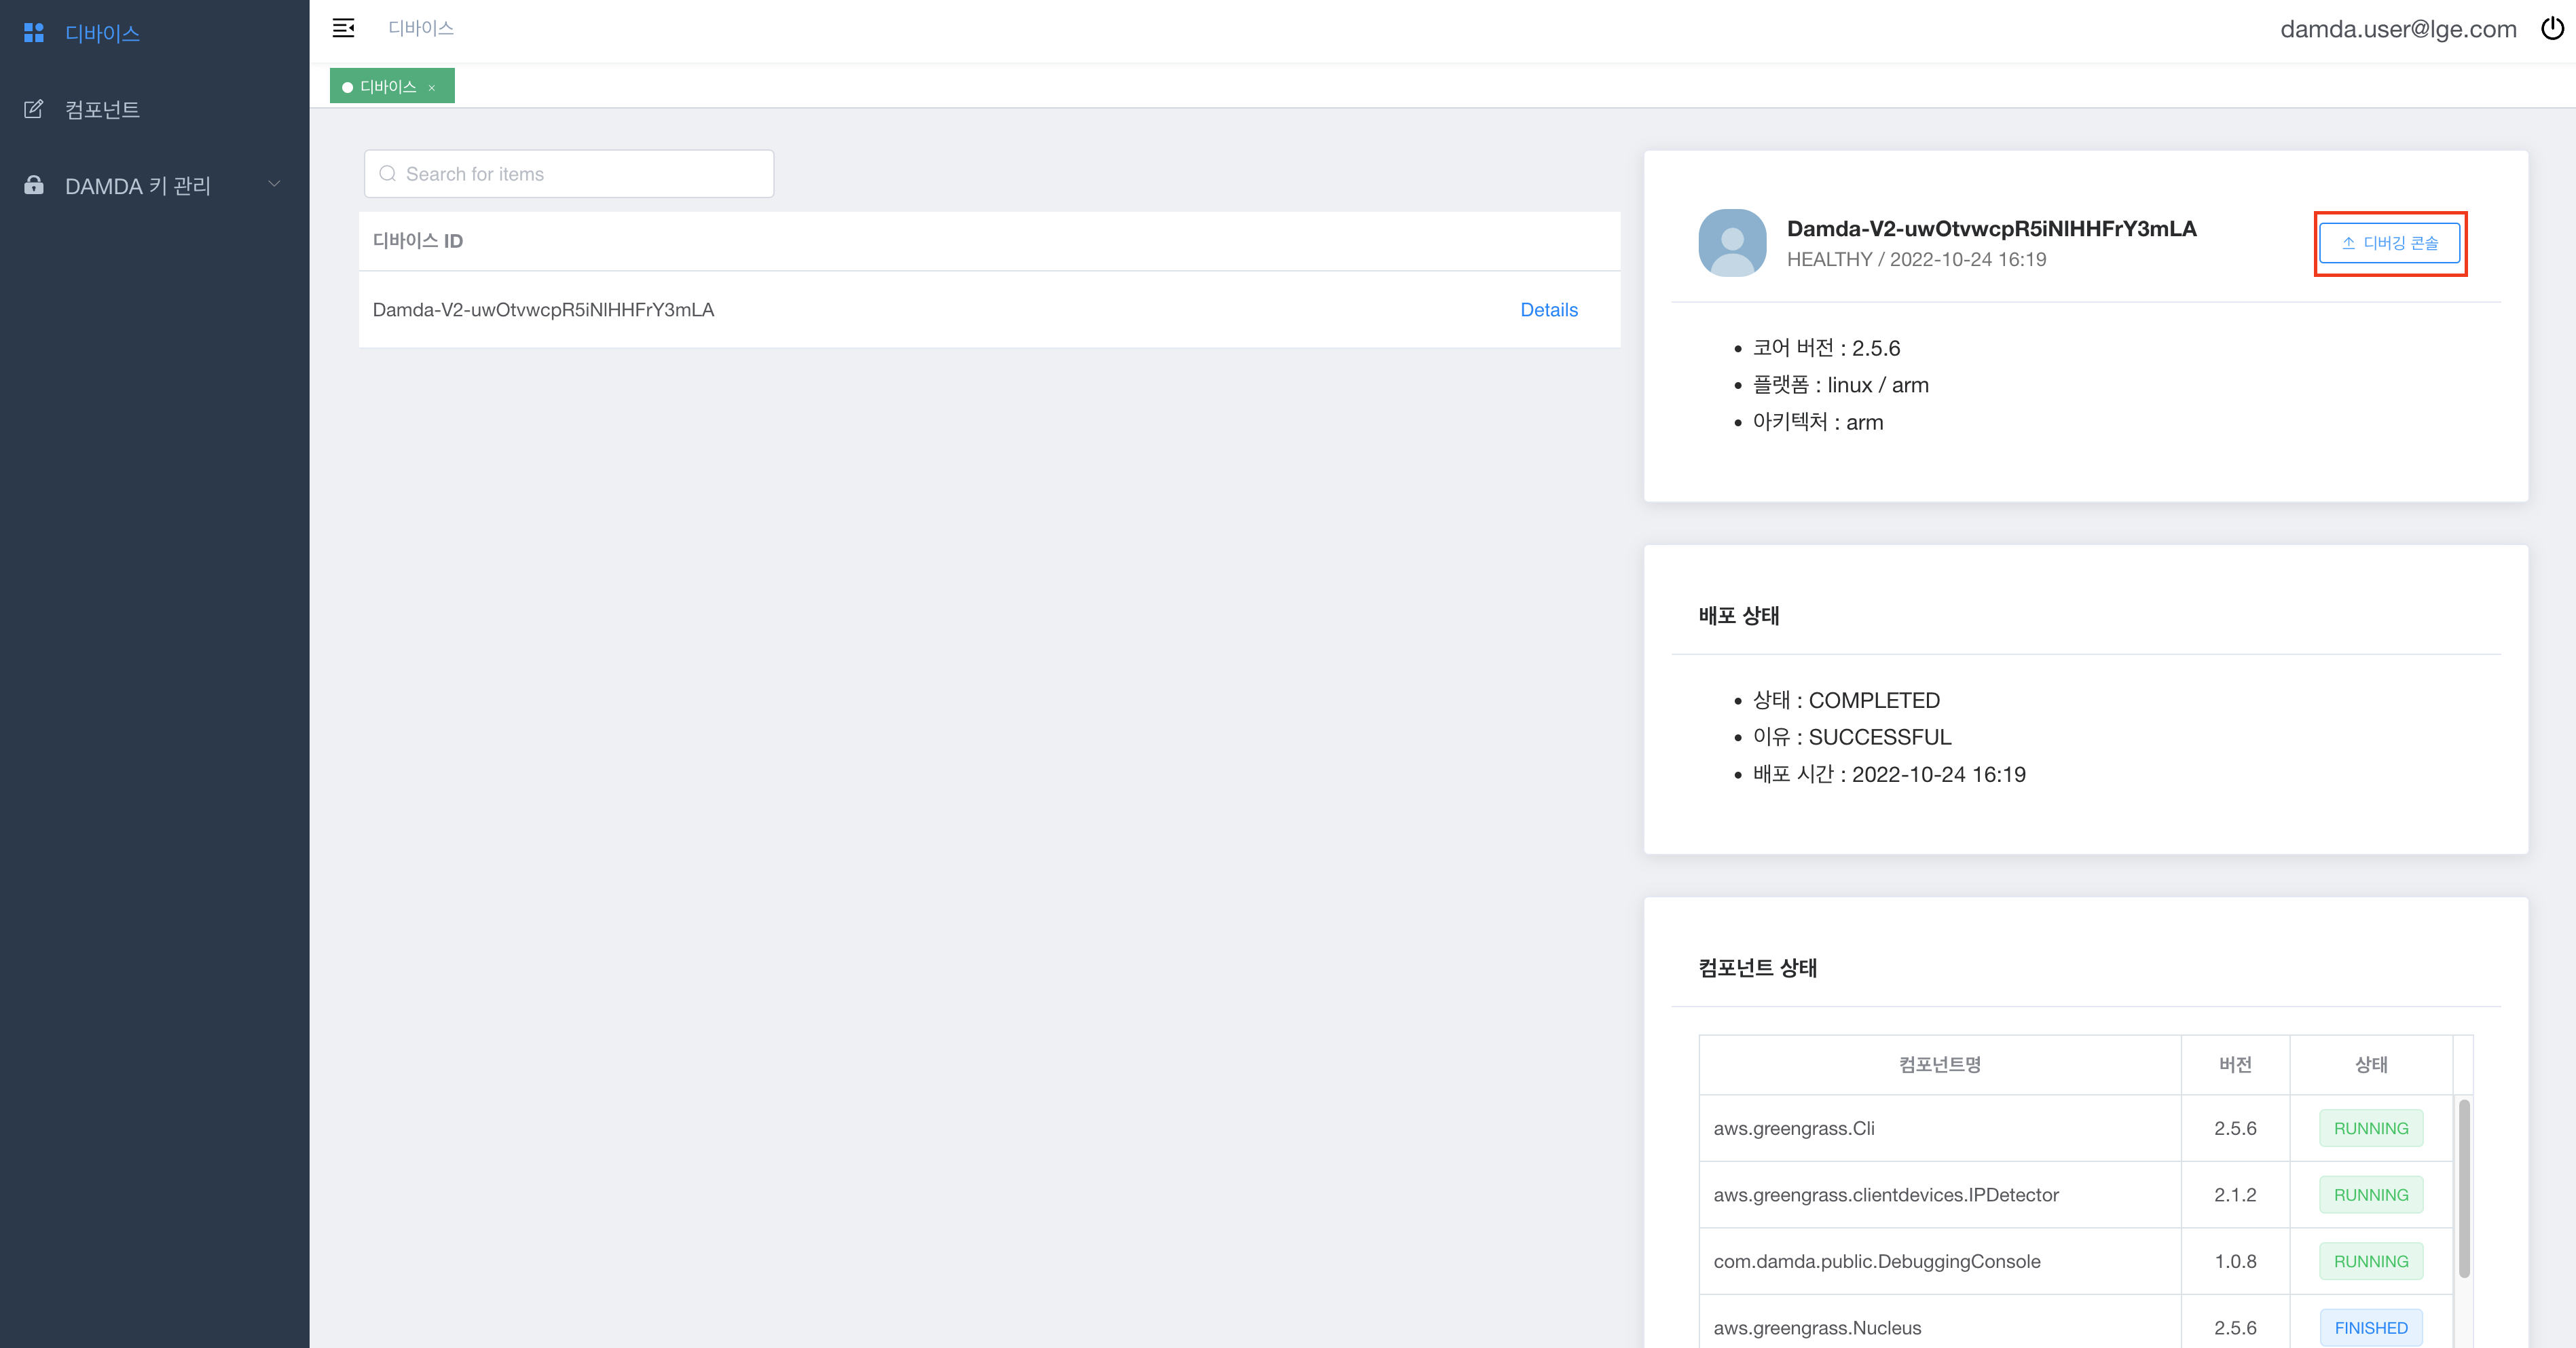 디바이스
컴포넌트
DAMDA 키 관리
디바이스
damda.user@lge.com
디바이스 ×
Search for items
디바이스 ID
Damda-V2-uwOtvwcpR5iNlHHFrY3mLA
Details
Damda-V2-uwOtvwcpR5iNlHHFrY3mLA
HEALTHY / 2022-10-24 16:19
디버깅 콘솔
코어 버전 : 2.5.6
플랫폼 : linux / arm
아키텍처 : arm
배포 상태
상태 : COMPLETED
이유 : SUCCESSFUL
배포 시간 : 2022-10-24 16:19
컴포넌트 상태
컴포넌트명 버전 상태
aws.greengrass.Cli 2.5.6 RUNNING
aws.greengrass.clientdevices.IPDetector 2.1.2 RUNNING
com.damda.public.DebuggingConsole 1.0.8 RUNNING
aws.greengrass.Nucleus 2.5.6 FINISHED